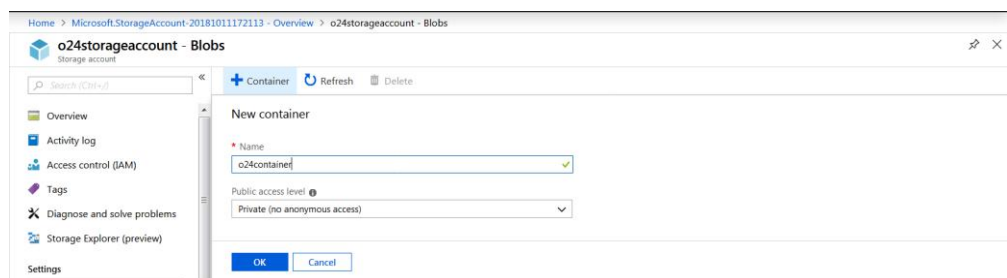 Home > Microsoft.StorageAccount-20181011172113 - Overview > o24storageaccount - Blobs
o24storageaccount - Blobs
Storage account
Search (Ctrl+/)
«
Container
Refresh
Delete
Overview
Activity log
Access control (IAM)
Tags
Diagnose and solve problems
Storage Explorer (preview)
Settings
New container
* Name
o24container
Public access level
Private (no anonymous access)
OK
Cancel